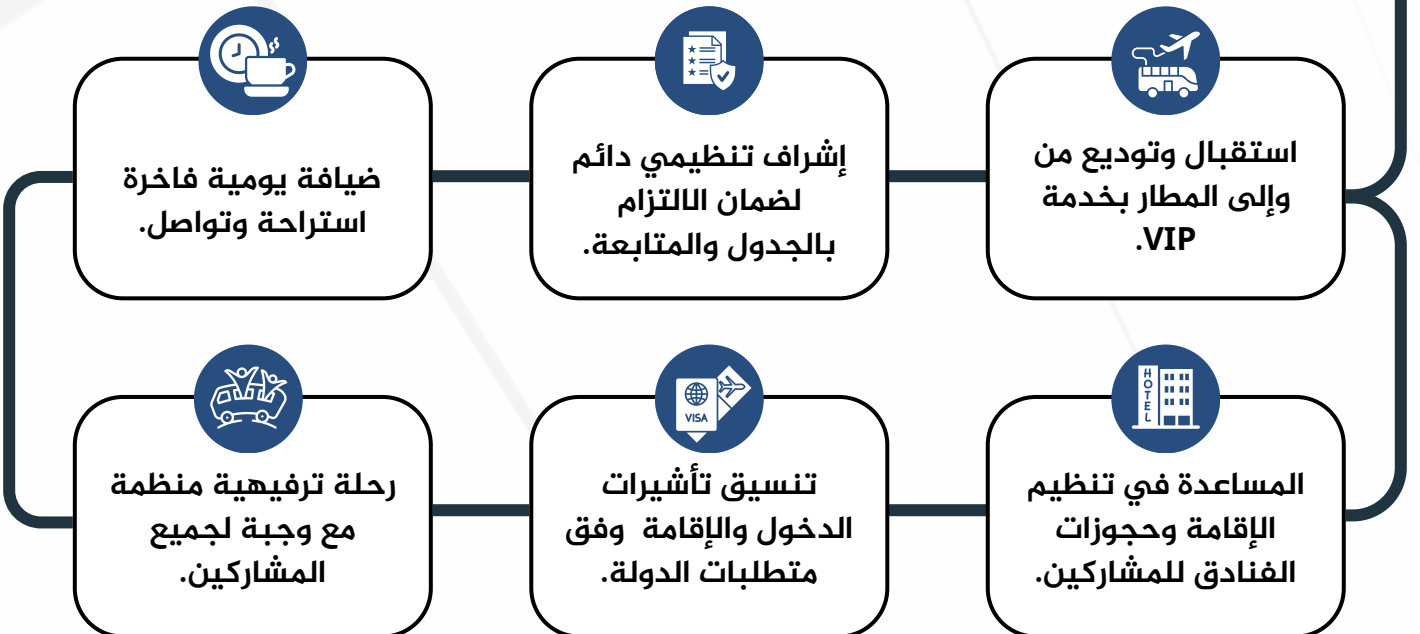 استقبال وتوديع من
وإلى المطار بخدمة
VIP.
إشراف تنظيمي دائم
لضمان الالتزام
بالجدول والمتابعة.
ضيافة يومية فاخرة
استراحة وتواصل.
HOTEL
المساعدة في تنظيم
الإقامة وحجوزات
الفنادق للمشاركين.
VISA
تنسيق تأشيرات
الدخول والإقامة وفق
متطلبات الدولة.
رحلة ترفيهية منظمة
مع وجبة لجميع
المشاركين.